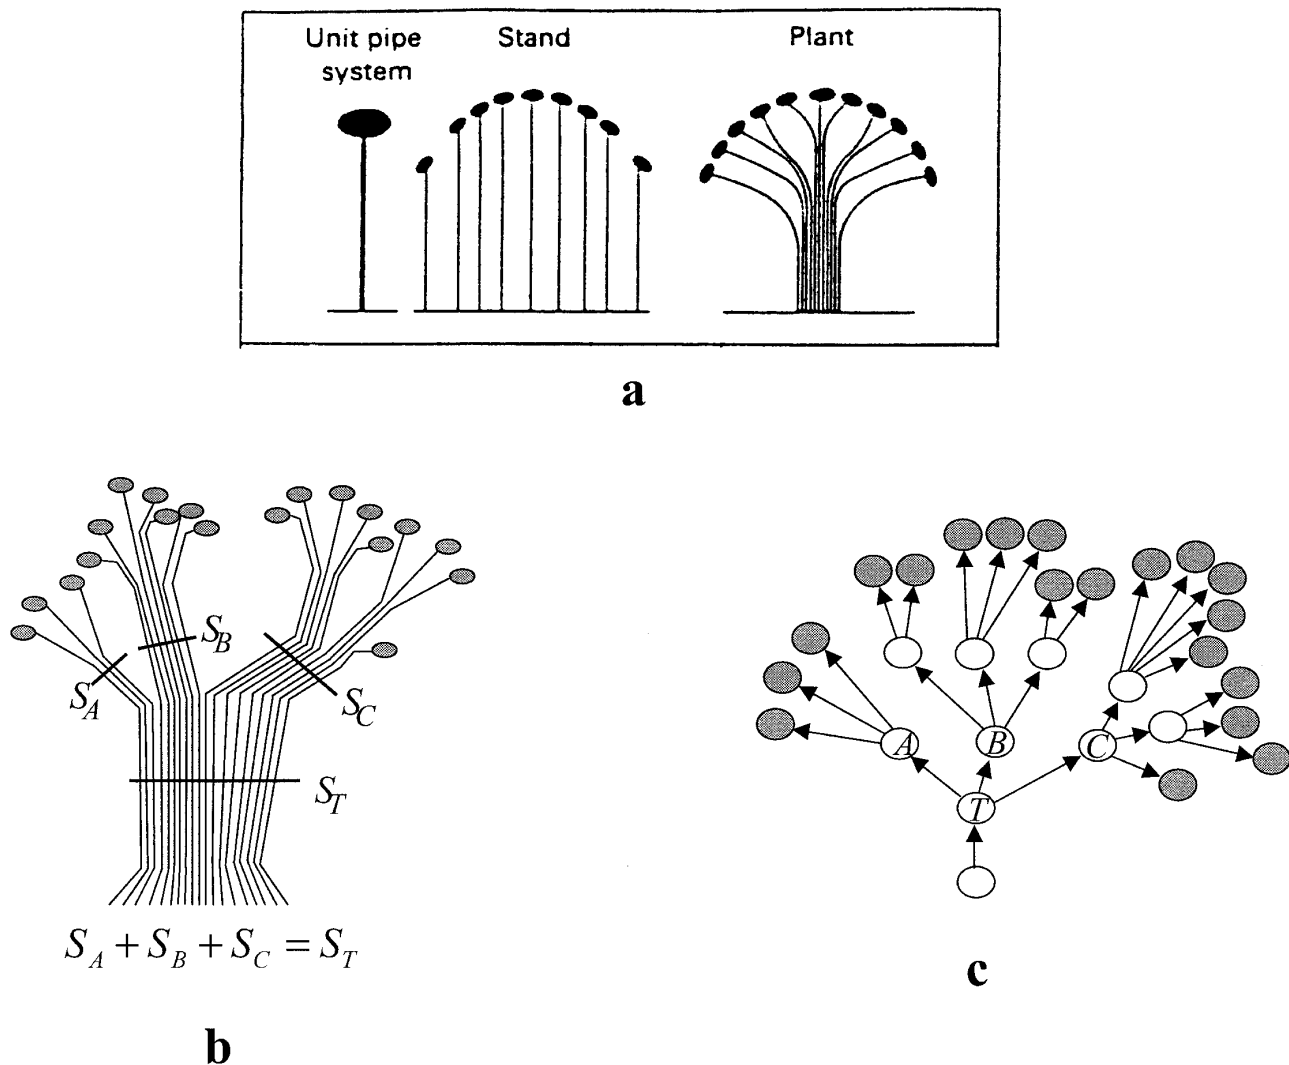 Unit pipe system
Stand
Plant
a
S_B
S_A
S_C
S_T
S_A + S_B + S_C = S_T
b
A
B
C
T
c